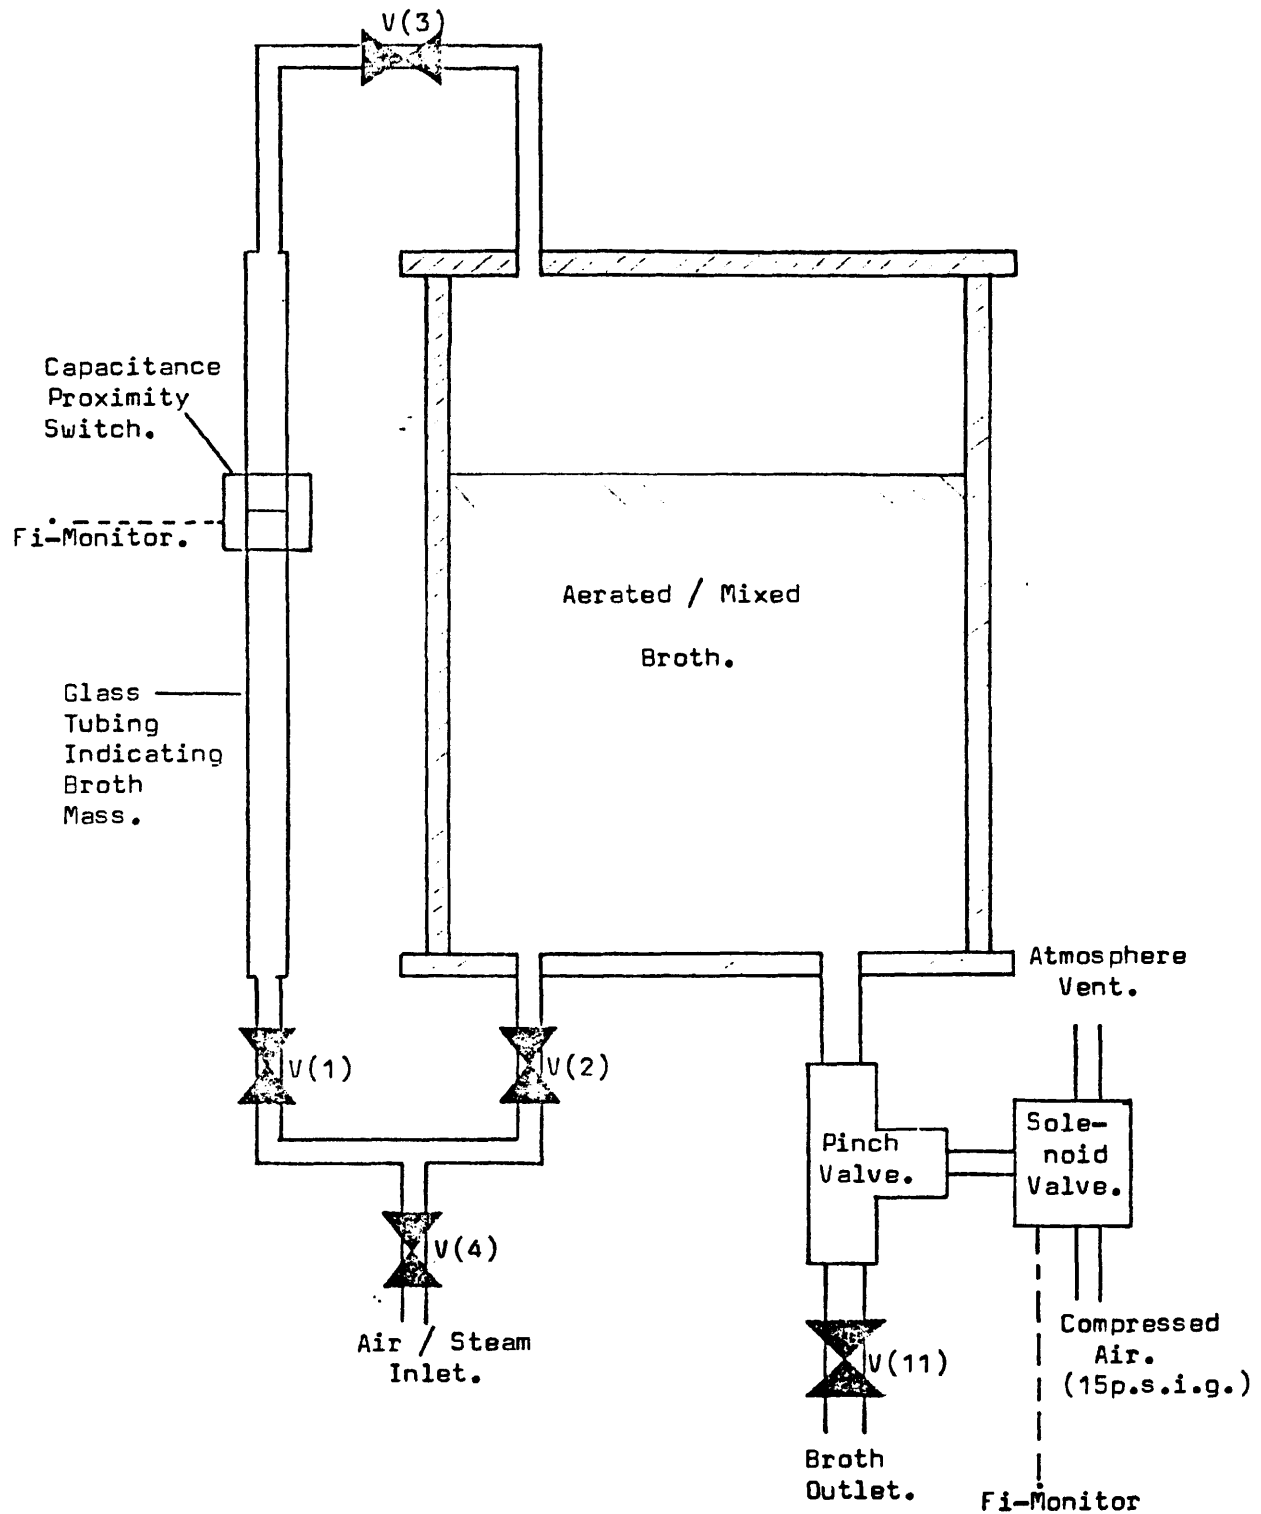 V(3)
Capacitance
Proximity
Switch.
Fi-Monitor.
Aerated / Mixed
Broth.
Glass
Tubing
Indicating
Broth
Mass.
Atmosphere
Vent.
V(1)
V(2)
Sole-
noid
Valve.
Pinch
Valve.
V(4)
Air / Steam
Inlet.
Compressed
Air.
(15p.s.i.g.)
V(11)
Broth
Outlet.
Fi-Monitor